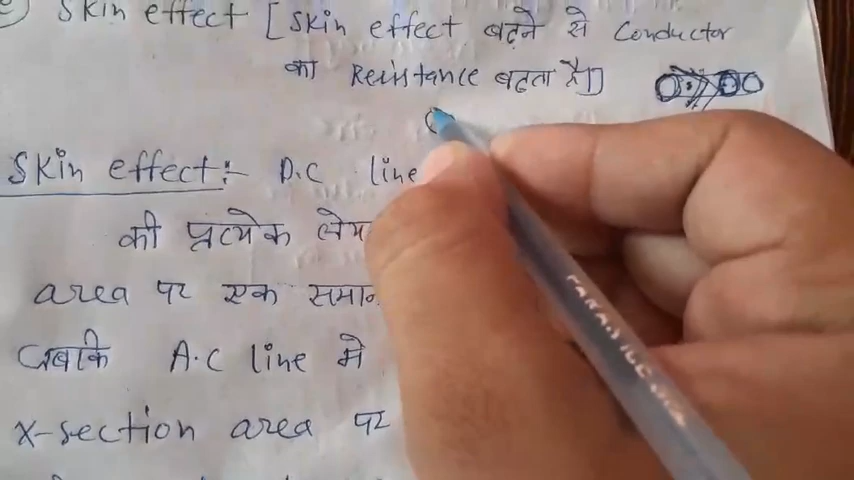 Skin effect [Skin effect बढ़ने से Conductor
का Resistance बढ़ता है]
Skin effect:- D.C line
की प्रत्येक लेयर
area पर एक समान
जबकि A.C line मे
x-section area पर